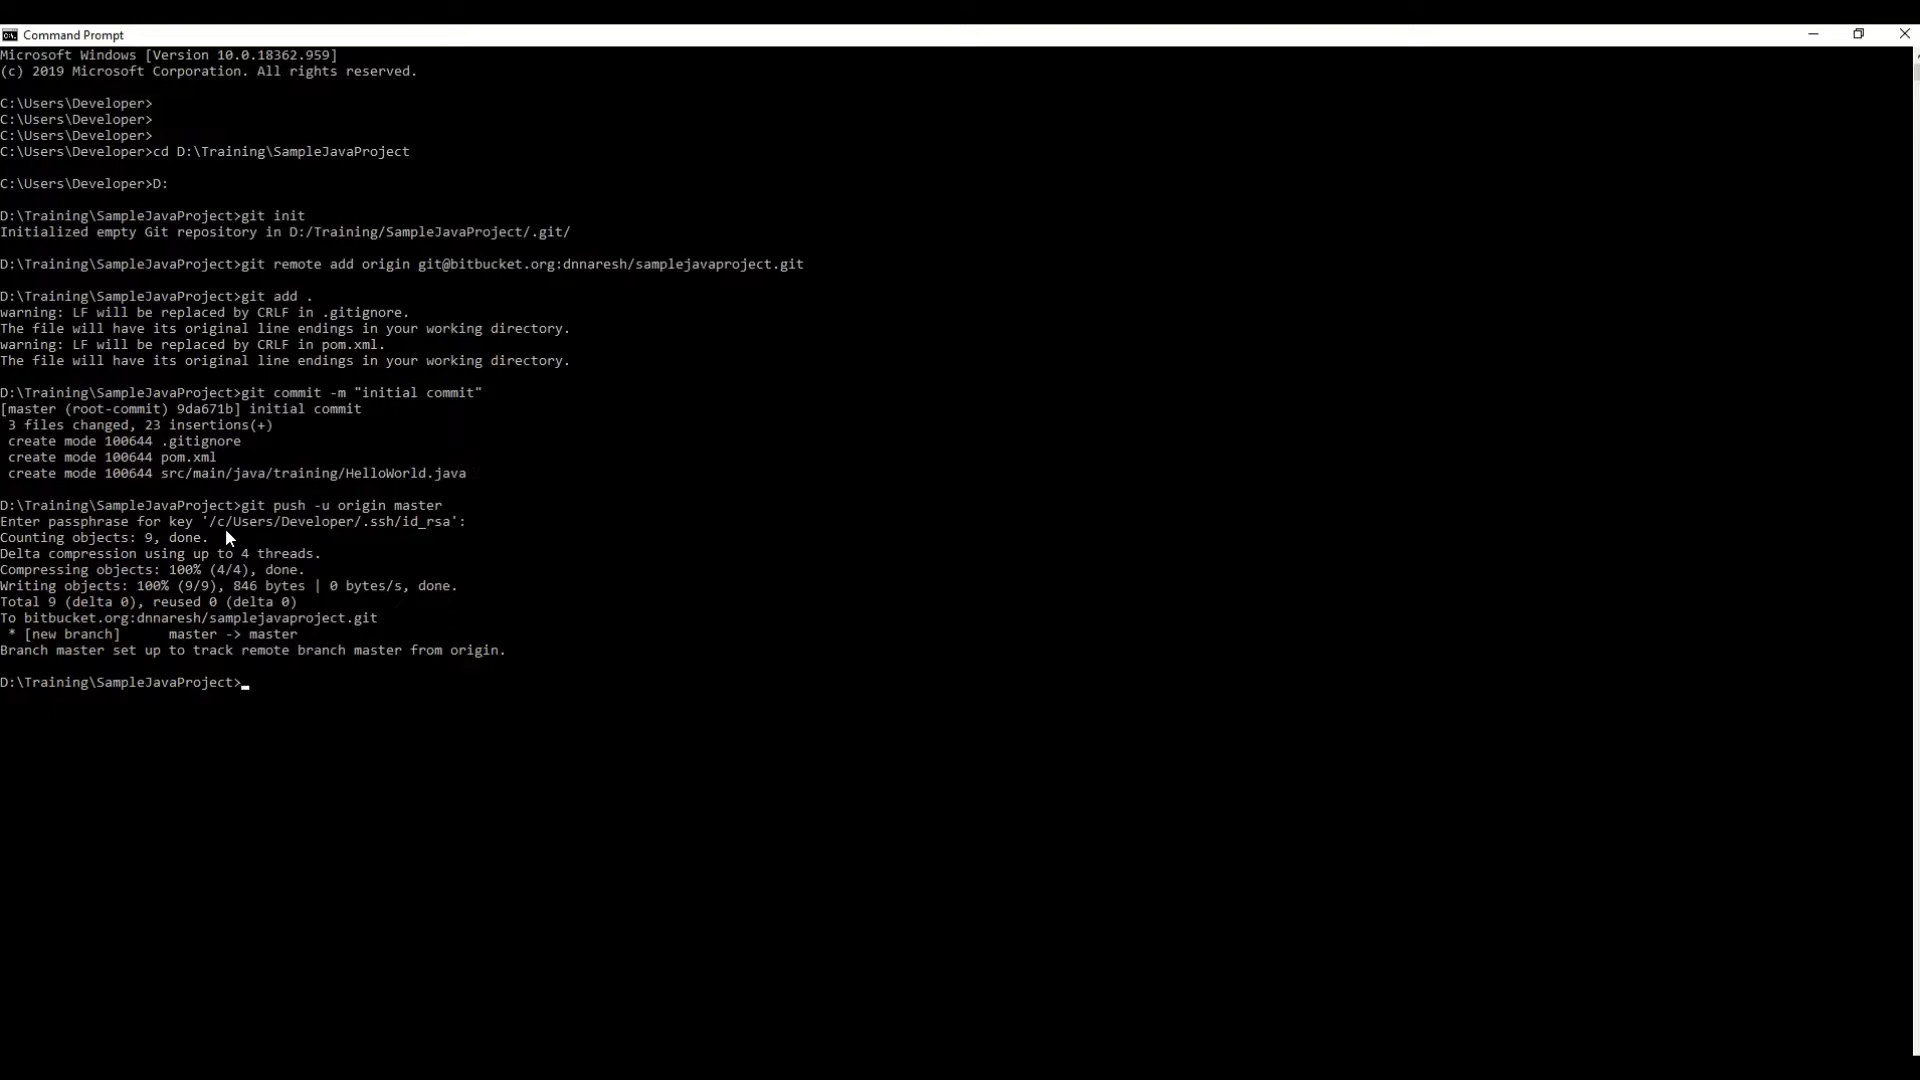 Command Prompt
Microsoft Windows [Version 10.0.18362.959]
(c) 2019 Microsoft Corporation. All rights reserved.
C:\Users\Developer>
C:\Users\Developer>
C:\Users\Developer>
C:\Users\Developer>cd D:\Training\SampleJavaProject
C:\Users\Developer>D:
D:\Training\SampleJavaProject>git init
Initialized empty Git repository in D:/Training/SampleJavaProject/.git/
D:\Training\SampleJavaProject>git remote add origin git@bitbucket.org:dnnaresh/samplejavaproject.git
D:\Training\SampleJavaProject>git add .
warning: LF will be replaced by CRLF in .gitignore.
The file will have its original line endings in your working directory.
warning: LF will be replaced by CRLF in pom.xml.
The file will have its original line endings in your working directory.
D:\Training\SampleJavaProject>git commit -m "initial commit"
[master (root-commit) 9da671b] initial commit
 3 files changed, 23 insertions(+)
 create mode 100644 .gitignore
 create mode 100644 pom.xml
 create mode 100644 src/main/java/training/HelloWorld.java
D:\Training\SampleJavaProject>git push -u origin master
Enter passphrase for key '/c/Users/Developer/.ssh/id_rsa':
Counting objects: 9, done.
Delta compression using up to 4 threads.
Compressing objects: 100% (4/4), done.
Writing objects: 100% (9/9), 846 bytes | 0 bytes/s, done.
Total 9 (delta 0), reused 0 (delta 0)
To bitbucket.org:dnnaresh/samplejavaproject.git
 * [new branch]      master -> master
Branch master set up to track remote branch master from origin.
D:\Training\SampleJavaProject>